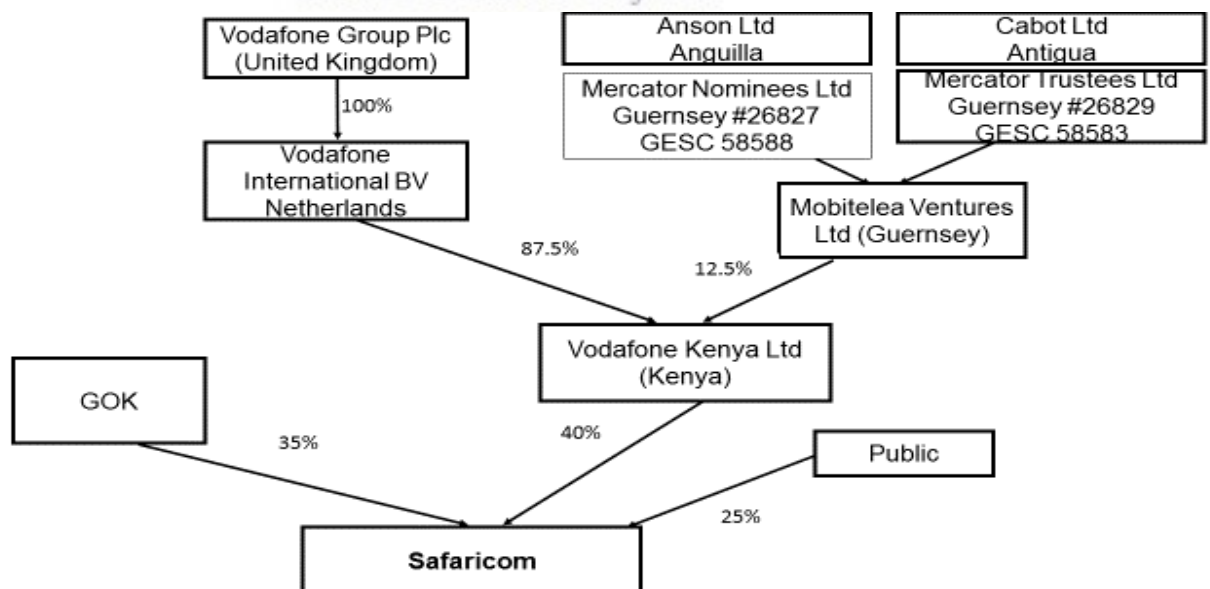 Vodafone Group Plc
(United Kingdom)
Anson Ltd
Anguilla
Cabot Ltd
Antigua
Mercator Nominees Ltd
Guernsey #26827
GESC 58588
Mercator Trustees Ltd
Guernsey #26829
GESC 58583
100%
Vodafone
International BV
Netherlands
Mobitelea Ventures
Ltd (Guernsey)
87.5%
12.5%
Vodafone Kenya Ltd
(Kenya)
GOK
35%
40%
Public
25%
Safaricom